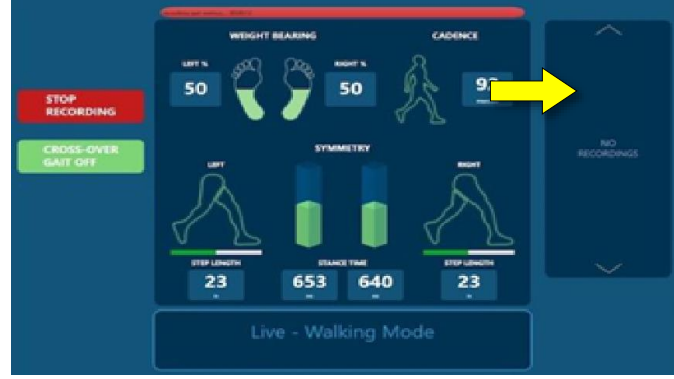 WEIGHT BEARING
CADENCE
LEFT %
RIGHT %
50
50
STOP
RECORDING
CROSS-OVER
GAIT OFF
NO
RECORDINGS
SYMMETRY
LEFT
RIGHT
STEP LENGTH
STANCE TIME
STEP LENGTH
23
653
640
23
Live - Walking Mode